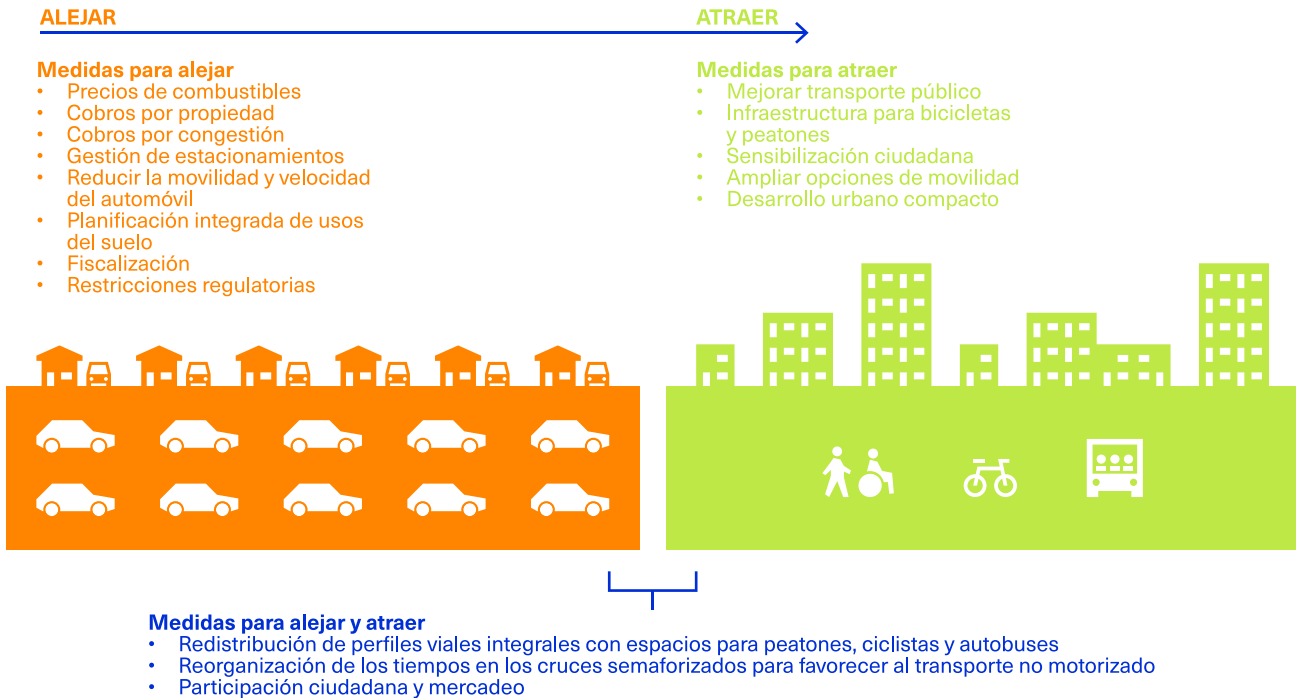 ALEJAR
ATRAER
Medidas para alejar
• Precios de combustibles
• Cobros por propiedad
• Cobros por congestión
• Gestión de estacionamientos
• Reducir la movilidad y velocidad
del automóvil
• Planificación integrada de usos
del suelo
• Fiscalización
• Restricciones regulatorias
Medidas para atraer
• Mejorar transporte público
• Infraestructura para bicicletas
y peatones
• Sensibilización ciudadana
• Ampliar opciones de movilidad
• Desarrollo urbano compacto
Medidas para alejar y atraer
• Redistribución de perfiles viales integrales con espacios para peatones, ciclistas y autobuses
• Reorganización de los tiempos en los cruces semaforizados para favorecer al transporte no motorizado
• Participación ciudadana y mercadeo